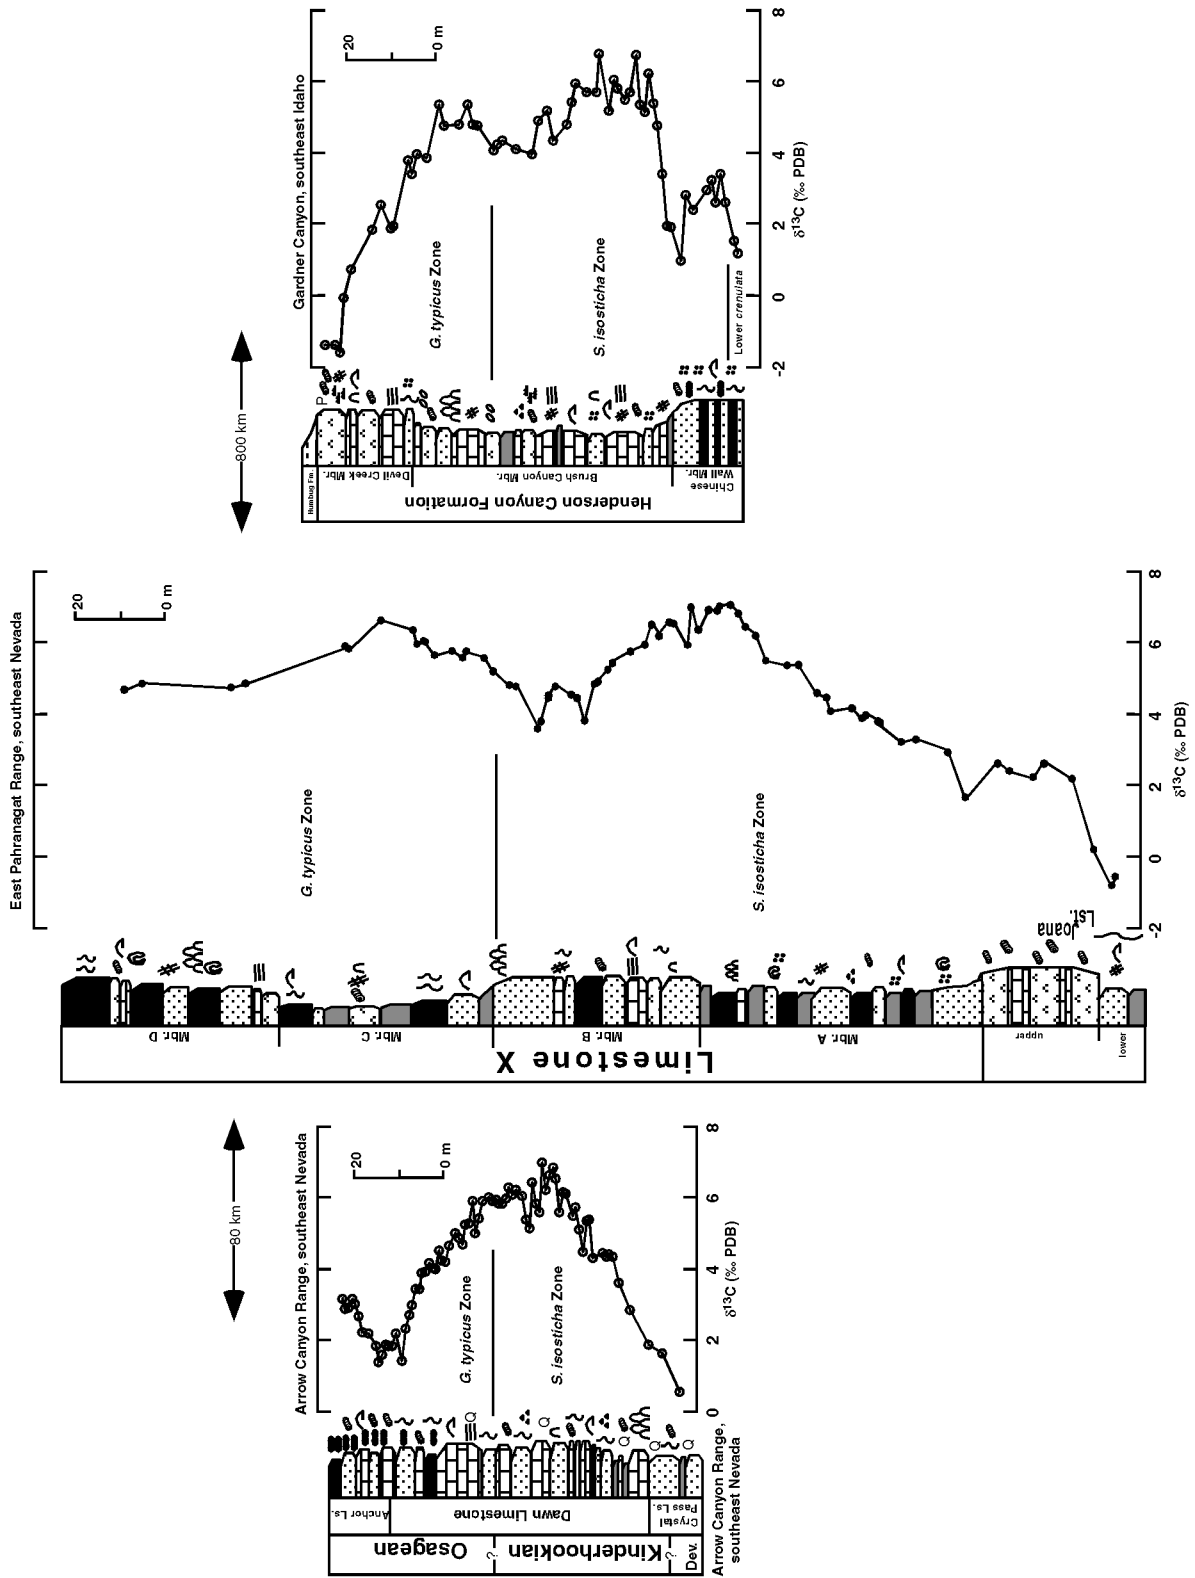 Gardner Canyon, southeast Idaho
20
0 m
G. typicus Zone
S. isosticha Zone
Lower crenulata
8
6
4
2
0
-2
δ13C (‰ PDB)
P
Humbug Fm.
Devil Creek Mbr.
Brush Canyon Mbr.
Chinese
Wall Mbr.
Henderson Canyon Formation
800 km
East Pahranagat Range, southeast Nevada
20
0 m
G. typicus Zone
S. isosticha Zone
8
6
4
2
0
-2
δ13C (‰ PDB)
Joana
Lst.
Mbr. D
Mbr. C
Mbr. B
Mbr. A
upper
lower
Limestone X
80 km
Arrow Canyon Range, southeast Nevada
20
0 m
G. typicus Zone
S. isosticha Zone
8
6
4
2
0
δ13C (‰ PDB)
Q
Q
Q
Q
Q
Anchor Ls.
Dawn Limestone
Crystal
Pass Ls.
Osagean
?
Kinderhookian
?
Dev.
Arrow Canyon Range,
southeast Nevada